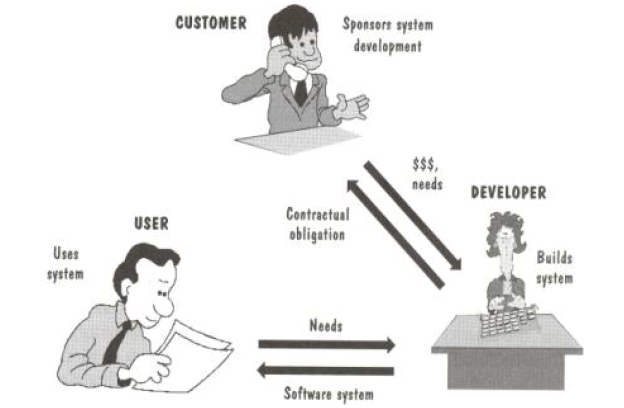 CUSTOMER
Sponsors system
development
$$$,
needs
DEVELOPER
Contractual
obligation
USER
Uses
system
Builds
system
Needs
Software system